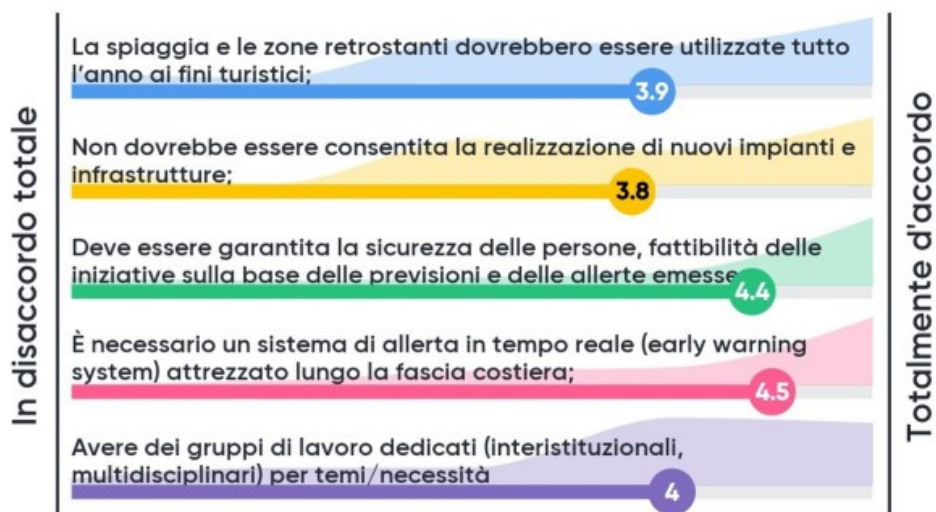 In disaccordo totale
La spiaggia e le zone retrostanti dovrebbero essere utilizzate tutto
l'anno ai fini turistici;
3.9
Non dovrebbe essere consentita la realizzazione di nuovi impianti e
infrastrutture;
3.8
Deve essere garantita la sicurezza delle persone, fattibilità delle
iniziative sulla base delle previsioni e delle allerte emesse
4.4
È necessario un sistema di allerta in tempo reale (early warning
system) attrezzato lungo la fascia costiera;
4.5
Avere dei gruppi di lavoro dedicati (interistituzionali,
multidisciplinari) per temi/necessità
4
Totalmente d'accordo